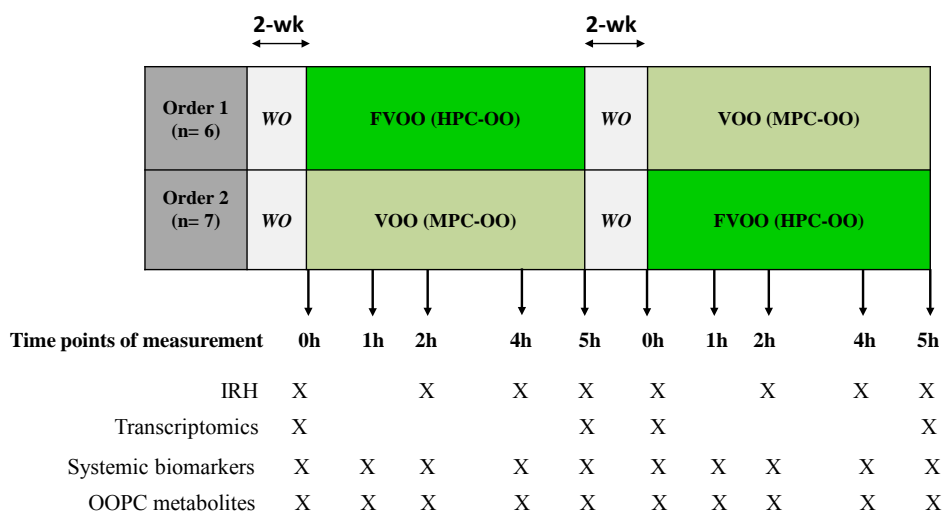 2-wk 2-wk
Order 1
(n= 6)
WO FVOO (HPC-OO) WO VOO (MPC-OO)
Order 2
(n= 7)
WO VOO (MPC-OO) WO FVOO (HPC-OO)
Time points of measurement 0h 1h 2h 4h 5h 0h 1h 2h 4h 5h
IRH X X X X X X X X
Transcriptomics X X X X
Systemic biomarkers X X X X X X X X X X
OOPC metabolites X X X X X X X X X X